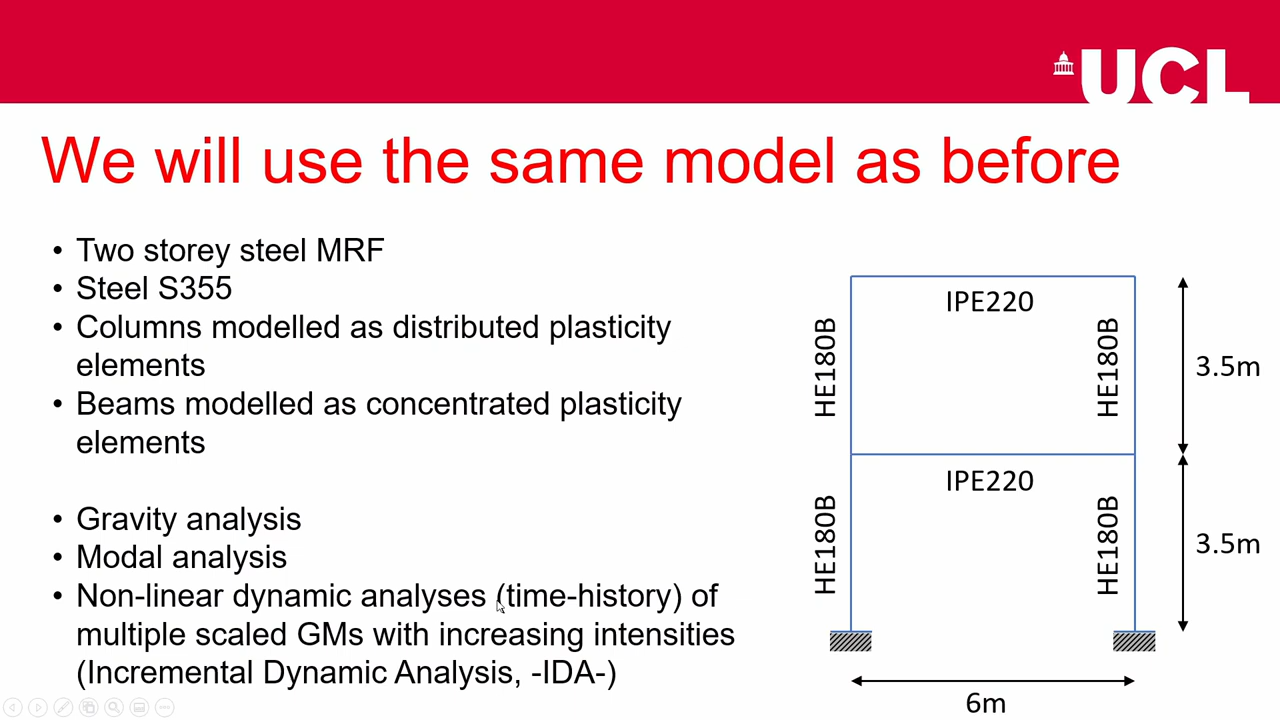 UCL
We will use the same model as before
• Two storey steel MRF
• Steel S355
• Columns modelled as distributed plasticity
elements
• Beams modelled as concentrated plasticity
elements
• Gravity analysis
• Modal analysis
• Non-linear dynamic analyses (time-history) of
multiple scaled GMs with increasing intensities
(Incremental Dynamic Analysis, -IDA-)
IPE220
HE180B
HE180B
3.5m
IPE220
HE180B
HE180B
3.5m
6m